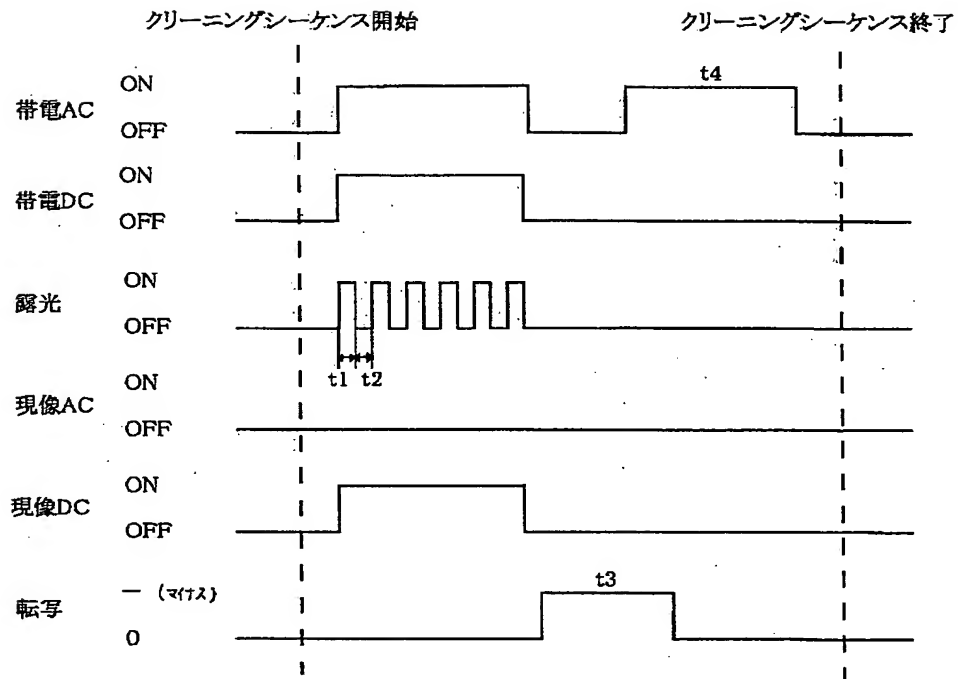 クリーニングシーケンス開始
クリーニングシーケンス終了
帯電AC
ON
OFF
t4
帯電DC
ON
OFF
露光
ON
OFF
t1 t2
現像AC
ON
OFF
現像DC
ON
OFF
転写
— (マイナス)
0
t3